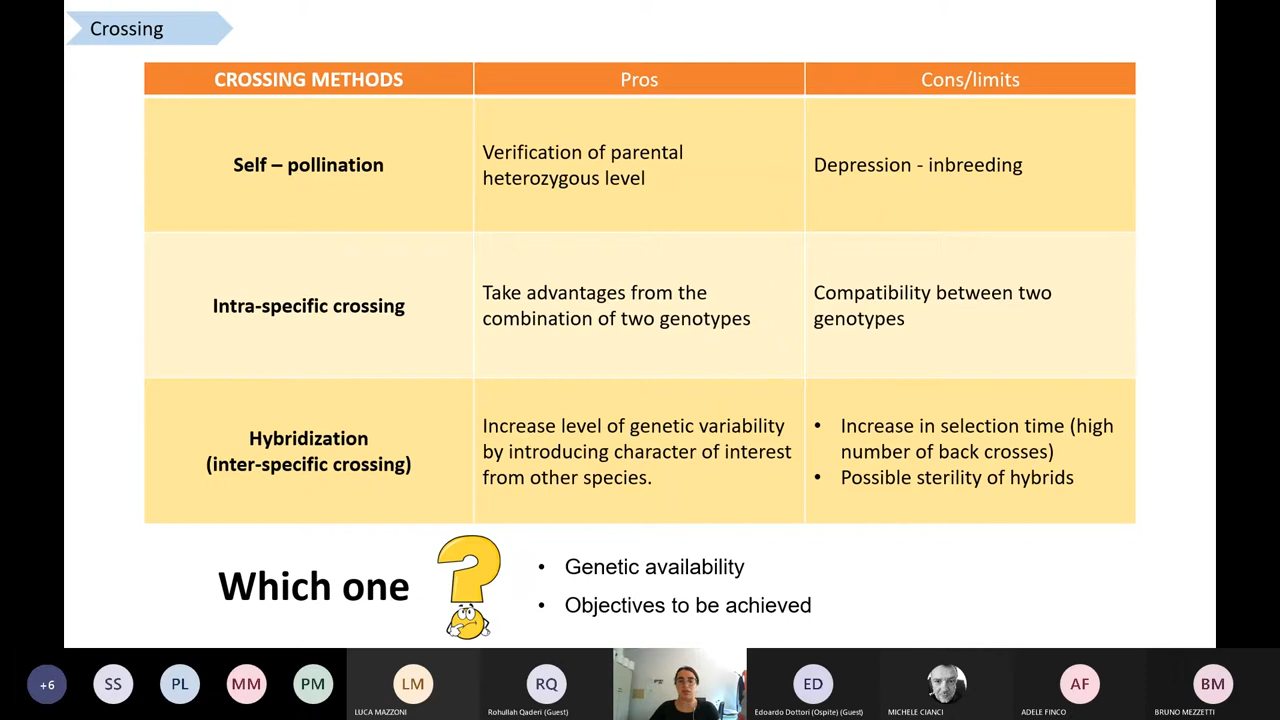 Crossing
CROSSING METHODS
Pros
Cons/limits
Self – pollination
Verification of parental
heterozygous level
Depression - inbreeding
Intra-specific crossing
Take advantages from the
combination of two genotypes
Compatibility between two
genotypes
Hybridization
(inter-specific crossing)
Increase level of genetic variability
by introducing character of interest
from other species.
• Increase in selection time (high
number of back crosses)
• Possible sterility of hybrids
Which one
?
• Genetic availability
• Objectives to be achieved
+6
SS
PL
MM
PM
LM
LUCA MAZZONI
RQ
Rohullah Qaderi (Guest)
ED
Edoardo Dottori (Ospite) (Guest)
MICHELE CIANCI
AF
ADELE FINCO
BM
BRUNO MEZZETTI